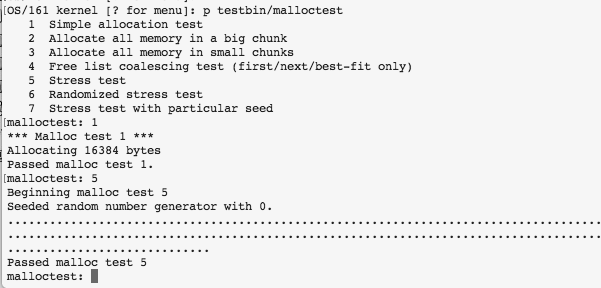 [OS/161 kernel [? for menu]: p testbin/malloctest
1 Simple allocation test
2 Allocate all memory in a big chunk
3 Allocate all memory in small chunks
4 Free list coalescing test (first/next/best-fit only)
5 Stress test
6 Randomized stress test
7 Stress test with particular seed
[malloctest: 1
*** Malloc test 1 ***
Allocating 16384 bytes
Passed malloc test 1.
[malloctest: 5
Beginning malloc test 5
Seeded random number generator with 0.
.....................................................................................
.....................................................................................
.............................
Passed malloc test 5
malloctest: